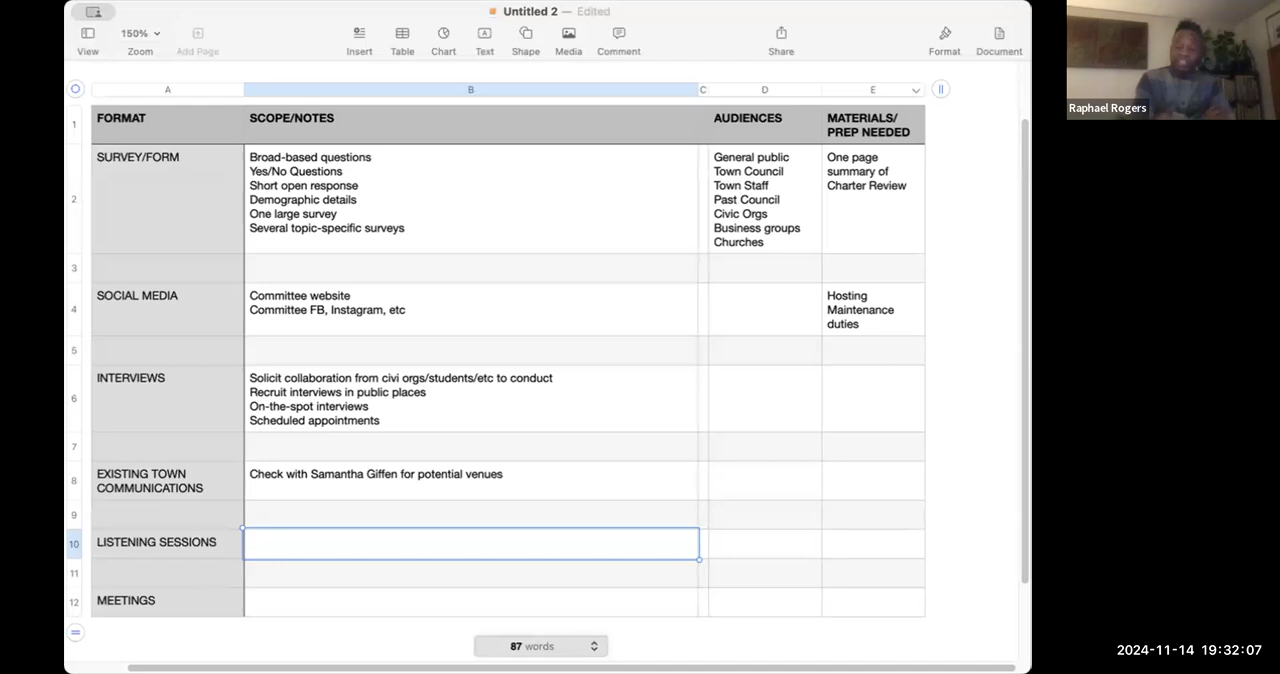 Untitled 2 — Edited
150%
View
Zoom
Add Page
Insert
Table
Chart
Text
Shape
Media
Comment
Share
Format
Document
A
B
C
D
E
1
FORMAT
SCOPE/NOTES
AUDIENCES
MATERIALS/
PREP NEEDED
2
SURVEY/FORM
Broad-based questions
Yes/No Questions
Short open response
Demographic details
One large survey
Several topic-specific surveys
General public
Town Council
Town Staff
Past Council
Civic Orgs
Business groups
Churches
One page
summary of
Charter Review
3
4
SOCIAL MEDIA
Committee website
Committee FB, Instagram, etc
Hosting
Maintenance
duties
5
6
INTERVIEWS
Solicit collaboration from civi orgs/students/etc to conduct
Recruit interviews in public places
On-the-spot interviews
Scheduled appointments
7
8
EXISTING TOWN
COMMUNICATIONS
Check with Samantha Giffen for potential venues
9
10
LISTENING SESSIONS
11
12
MEETINGS
87 words
Raphael Rogers
2024-11-14 19:32:07